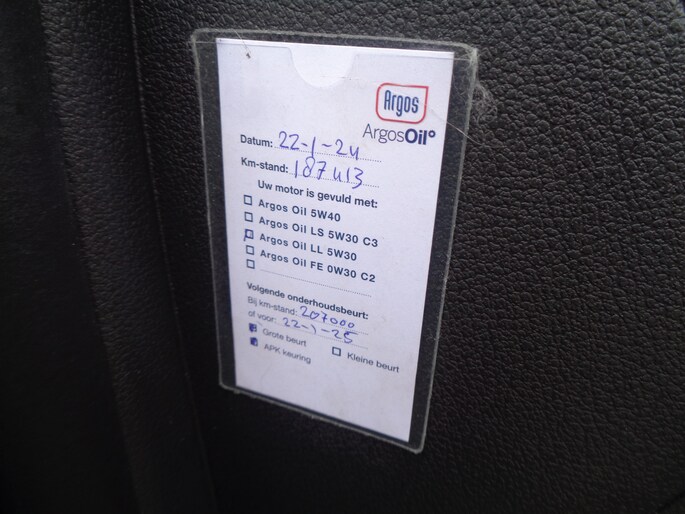 Argos
ArgosOil
Datum: 22-1-24
Km-stand: 187413
Uw motor is gevuld met:
Argos Oil 5W40
Argos Oil LS 5W30 C3
Argos Oil LL 5W30
Argos Oil FE 0W30 C2
Volgende onderhoudsbeurt:
Bij km-stand: 207000
of voor: 22-1-25
Grote beurt Kleine beurt
APK keuring